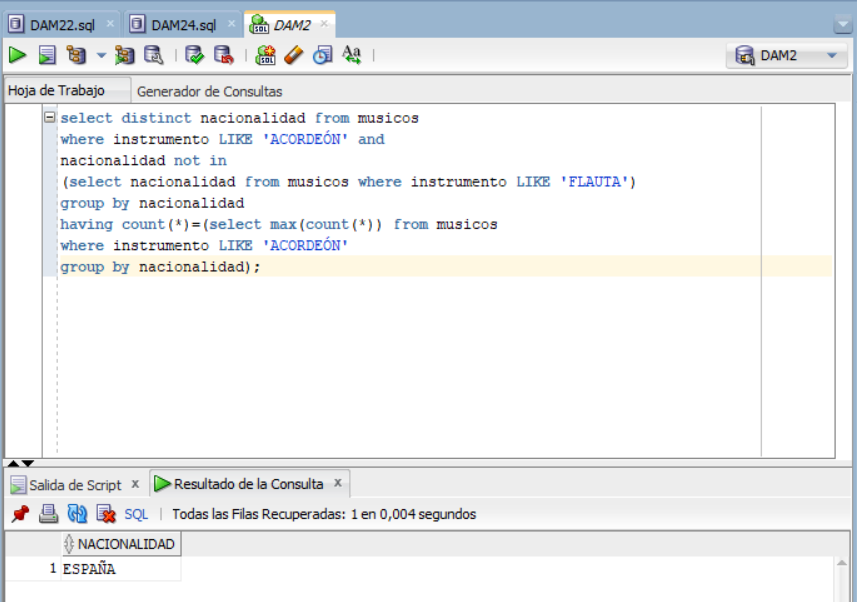 DAM22.sql × DAM24.sql × DAM2 ×
DAM2
Hoja de Trabajo Generador de Consultas
select distinct nacionalidad from musicos
where instrumento LIKE 'ACORDEÓN' and
nacionalidad not in
(select nacionalidad from musicos where instrumento LIKE 'FLAUTA')
group by nacionalidad
having count(*)=(select max(count(*)) from musicos
where instrumento LIKE 'ACORDEÓN'
group by nacionalidad);
Salida de Script x Resultado de la Consulta x
SQL | Todas las Filas Recuperadas: 1 en 0,004 segundos
NACIONALIDAD
1 ESPAÑA